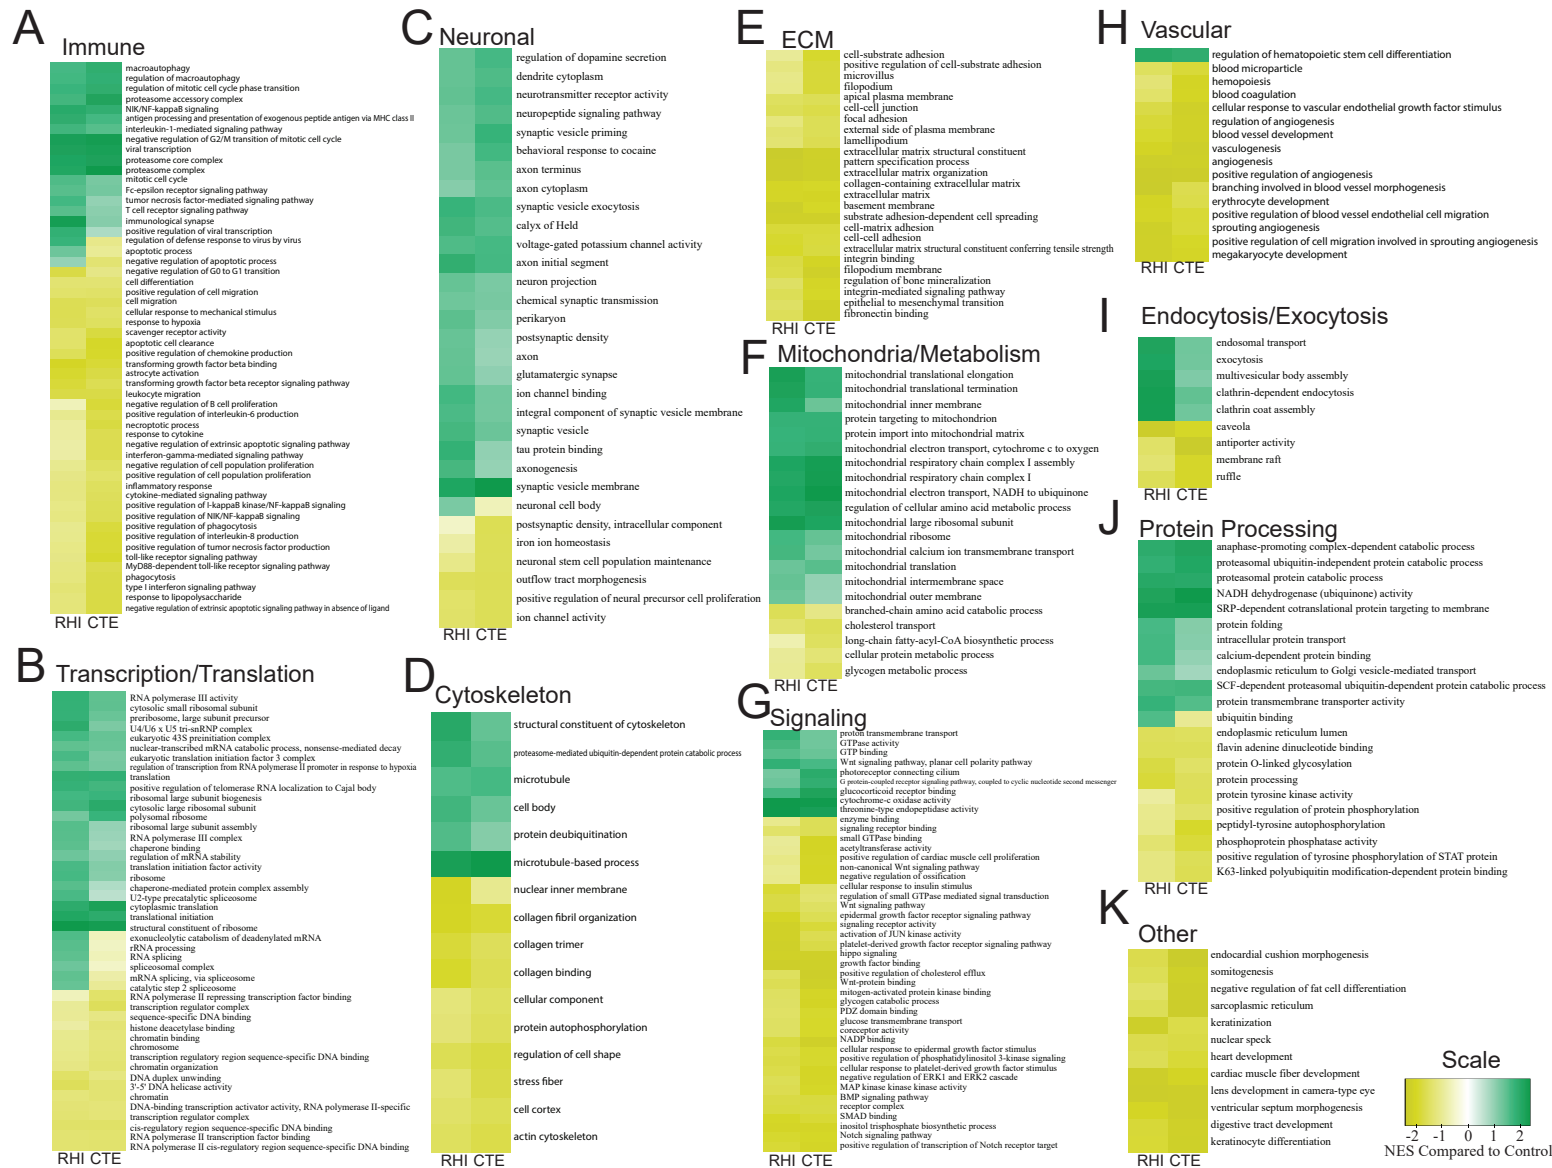 A
Immune
macroautophagy
regulation of macroautophagy
regulation of mitotic cell cycle phase transition
proteasome accessory complex
NIK/NF-kappaB signaling
antigen processing and presentation of exogenous peptide antigen via MHC class II
interleukin-1-mediated signaling pathway
negative regulation of G2/M transition of mitotic cell cycle
viral transcription
proteasome core complex
proteasome complex
mitotic cell cycle
Fc-epsilon receptor signaling pathway
tumor necrosis factor-mediated signaling pathway
T cell receptor signaling pathway
immunological synapse
positive regulation of viral transcription
regulation of defense response to virus by virus
apoptotic process
negative regulation of apoptotic process
negative regulation of G0 to G1 transition
cell differentiation
positive regulation of cell migration
cell migration
cellular response to mechanical stimulus
response to hypoxia
scavenger receptor activity
apoptotic cell clearance
positive regulation of chemokine production
transforming growth factor beta binding
astrocyte activation
transforming growth factor beta receptor signaling pathway
leukocyte migration
negative regulation of B cell proliferation
positive regulation of interleukin-6 production
necroptotic process
response to cytokine
negative regulation of extrinsic apoptotic signaling pathway
interferon-gamma-mediated signaling pathway
negative regulation of cell population proliferation
positive regulation of cell population proliferation
inflammatory response
cytokine-mediated signaling pathway
positive regulation of I-kappaB kinase/NF-kappaB signaling
positive regulation of NIK/NF-kappaB signaling
positive regulation of phagocytosis
positive regulation of interleukin-8 production
positive regulation of tumor necrosis factor production
toll-like receptor signaling pathway
MyD88-dependent toll-like receptor signaling pathway
phagocytosis
type I interferon signaling pathway
response to lipopolysaccharide
negative regulation of extrinsic apoptotic signaling pathway in absence of ligand
RHI CTE
B
Transcription/Translation
RNA polymerase III activity
cytosolic small ribosomal subunit
preribosome, large subunit precursor
U4/U6 x U5 tri-snRNP complex
eukaryotic 43S preinitiation complex
nuclear-transcribed mRNA catabolic process, nonsense-mediated decay
eukaryotic translation initiation factor 3 complex
regulation of transcription from RNA polymerase II promoter in response to hypoxia
translation
positive regulation of telomerase RNA localization to Cajal body
ribosomal large subunit biogenesis
cytosolic large ribosomal subunit
polysomal ribosome
ribosomal large subunit assembly
RNA polymerase III complex
chaperone binding
regulation of mRNA stability
translation initiation factor activity
ribosome
chaperone-mediated protein complex assembly
U2-type precatalytic spliceosome
cytoplasmic translation
translational initiation
structural constituent of ribosome
exonucleolytic catabolism of deadenylated mRNA
rRNA processing
RNA splicing
spliceosomal complex
mRNA splicing, via spliceosome
catalytic step 2 spliceosome
RNA polymerase II repressing transcription factor binding
transcription regulator complex
sequence-specific DNA binding
histone deacetylase binding
chromatin binding
chromosome
transcription regulatory region sequence-specific DNA binding
chromatin organization
DNA duplex unwinding
3'-5' DNA helicase activity
chromatin
DNA-binding transcription activator activity, RNA polymerase II-specific
transcription regulator complex
cis-regulatory region sequence-specific DNA binding
RNA polymerase II transcription factor binding
RNA polymerase II cis-regulatory region sequence-specific DNA binding
RHI CTE
C
Neuronal
regulation of dopamine secretion
dendrite cytoplasm
neurotransmitter receptor activity
neuropeptide signaling pathway
synaptic vesicle priming
behavioral response to cocaine
axon terminus
axon cytoplasm
synaptic vesicle exocytosis
calyx of Held
voltage-gated potassium channel activity
axon initial segment
neuron projection
chemical synaptic transmission
perikaryon
postsynaptic density
axon
glutamatergic synapse
ion channel binding
integral component of synaptic vesicle membrane
synaptic vesicle
tau protein binding
axonogenesis
synaptic vesicle membrane
neuronal cell body
postsynaptic density, intracellular component
iron ion homeostasis
neuronal stem cell population maintenance
outflow tract morphogenesis
positive regulation of neural precursor cell proliferation
ion channel activity
RHI CTE
D
Cytoskeleton
structural constituent of cytoskeleton
proteasome-mediated ubiquitin-dependent protein catabolic process
microtubule
cell body
protein deubiquitination
microtubule-based process
nuclear inner membrane
collagen fibril organization
collagen trimer
collagen binding
cellular component
protein autophosphorylation
regulation of cell shape
stress fiber
cell cortex
actin cytoskeleton
RHI CTE
E
ECM
cell-substrate adhesion
positive regulation of cell-substrate adhesion
microvillus
filopodium
apical plasma membrane
cell-cell junction
focal adhesion
external side of plasma membrane
lamellipodium
extracellular matrix structural constituent
pattern specification process
extracellular matrix organization
collagen-containing extracellular matrix
extracellular matrix
basement membrane
substrate adhesion-dependent cell spreading
cell-matrix adhesion
cell-cell adhesion
extracellular matrix structural constituent conferring tensile strength
integrin binding
filopodium membrane
regulation of bone mineralization
integrin-mediated signaling pathway
epithelial to mesenchymal transition
fibronectin binding
RHI CTE
F
Mitochondria/Metabolism
mitochondrial translational elongation
mitochondrial translational termination
mitochondrial inner membrane
protein targeting to mitochondrion
protein import into mitochondrial matrix
mitochondrial electron transport, cytochrome c to oxygen
mitochondrial respiratory chain complex I assembly
mitochondrial respiratory chain complex I
mitochondrial electron transport, NADH to ubiquinone
regulation of cellular amino acid metabolic process
mitochondrial large ribosomal subunit
mitochondrial ribosome
mitochondrial calcium ion transmembrane transport
mitochondrial translation
mitochondrial intermembrane space
mitochondrial outer membrane
branched-chain amino acid catabolic process
cholesterol transport
long-chain fatty-acyl-CoA biosynthetic process
cellular protein metabolic process
glycogen metabolic process
RHI CTE
G
Signaling
proton transmembrane transport
GTPase activity
GTP binding
Wnt signaling pathway, planar cell polarity pathway
photoreceptor connecting cilium
G protein-coupled receptor signaling pathway, coupled to cyclic nucleotide second messenger
glucocorticoid receptor binding
cytochrome-c oxidase activity
threonine-type endopeptidase activity
enzyme binding
signaling receptor binding
small GTPase binding
acetyltransferase activity
positive regulation of cardiac muscle cell proliferation
non-canonical Wnt signaling pathway
negative regulation of ossification
cellular response to insulin stimulus
regulation of small GTPase mediated signal transduction
Wnt signaling pathway
epidermal growth factor receptor signaling pathway
signaling receptor activity
activation of JUN kinase activity
platelet-derived growth factor receptor signaling pathway
hippo signaling
growth factor binding
positive regulation of cholesterol efflux
Wnt-protein binding
mitogen-activated protein kinase binding
glycogen catabolic process
PDZ domain binding
glucose transmembrane transport
coreceptor activity
NADP binding
cellular response to epidermal growth factor stimulus
positive regulation of phosphatidylinositol 3-kinase signaling
cellular response to platelet-derived growth factor stimulus
negative regulation of ERK1 and ERK2 cascade
MAP kinase kinase kinase activity
BMP signaling pathway
receptor complex
SMAD binding
inositol trisphosphate biosynthetic process
Notch signaling pathway
positive regulation of transcription of Notch receptor target
RHI CTE
H
Vascular
regulation of hematopoietic stem cell differentiation
blood microparticle
hemopoiesis
blood coagulation
cellular response to vascular endothelial growth factor stimulus
regulation of angiogenesis
blood vessel development
vasculogenesis
angiogenesis
positive regulation of angiogenesis
branching involved in blood vessel morphogenesis
erythrocyte development
positive regulation of blood vessel endothelial cell migration
sprouting angiogenesis
positive regulation of cell migration involved in sprouting angiogenesis
megakaryocyte development
RHI CTE
I
Endocytosis/Exocytosis
endosomal transport
exocytosis
multivesicular body assembly
clathrin-dependent endocytosis
clathrin coat assembly
caveola
antiporter activity
membrane raft
ruffle
RHI CTE
J
Protein Processing
anaphase-promoting complex-dependent catabolic process
proteasomal ubiquitin-independent protein catabolic process
proteasomal protein catabolic process
NADH dehydrogenase (ubiquinone) activity
SRP-dependent cotranslational protein targeting to membrane
protein folding
intracellular protein transport
calcium-dependent protein binding
endoplasmic reticulum to Golgi vesicle-mediated transport
SCF-dependent proteasomal ubiquitin-dependent protein catabolic process
protein transmembrane transporter activity
ubiquitin binding
endoplasmic reticulum lumen
flavin adenine dinucleotide binding
protein O-linked glycosylation
protein processing
protein tyrosine kinase activity
positive regulation of protein phosphorylation
peptidyl-tyrosine autophosphorylation
phosphoprotein phosphatase activity
positive regulation of tyrosine phosphorylation of STAT protein
K63-linked polyubiquitin modification-dependent protein binding
RHI CTE
K
Other
endocardial cushion morphogenesis
somitogenesis
negative regulation of fat cell differentiation
sarcoplasmic reticulum
keratinization
nuclear speck
heart development
cardiac muscle fiber development
lens development in camera-type eye
ventricular septum morphogenesis
digestive tract development
keratinocyte differentiation
RHI CTE
Scale
-2 -1 0 1 2
NES Compared to Control